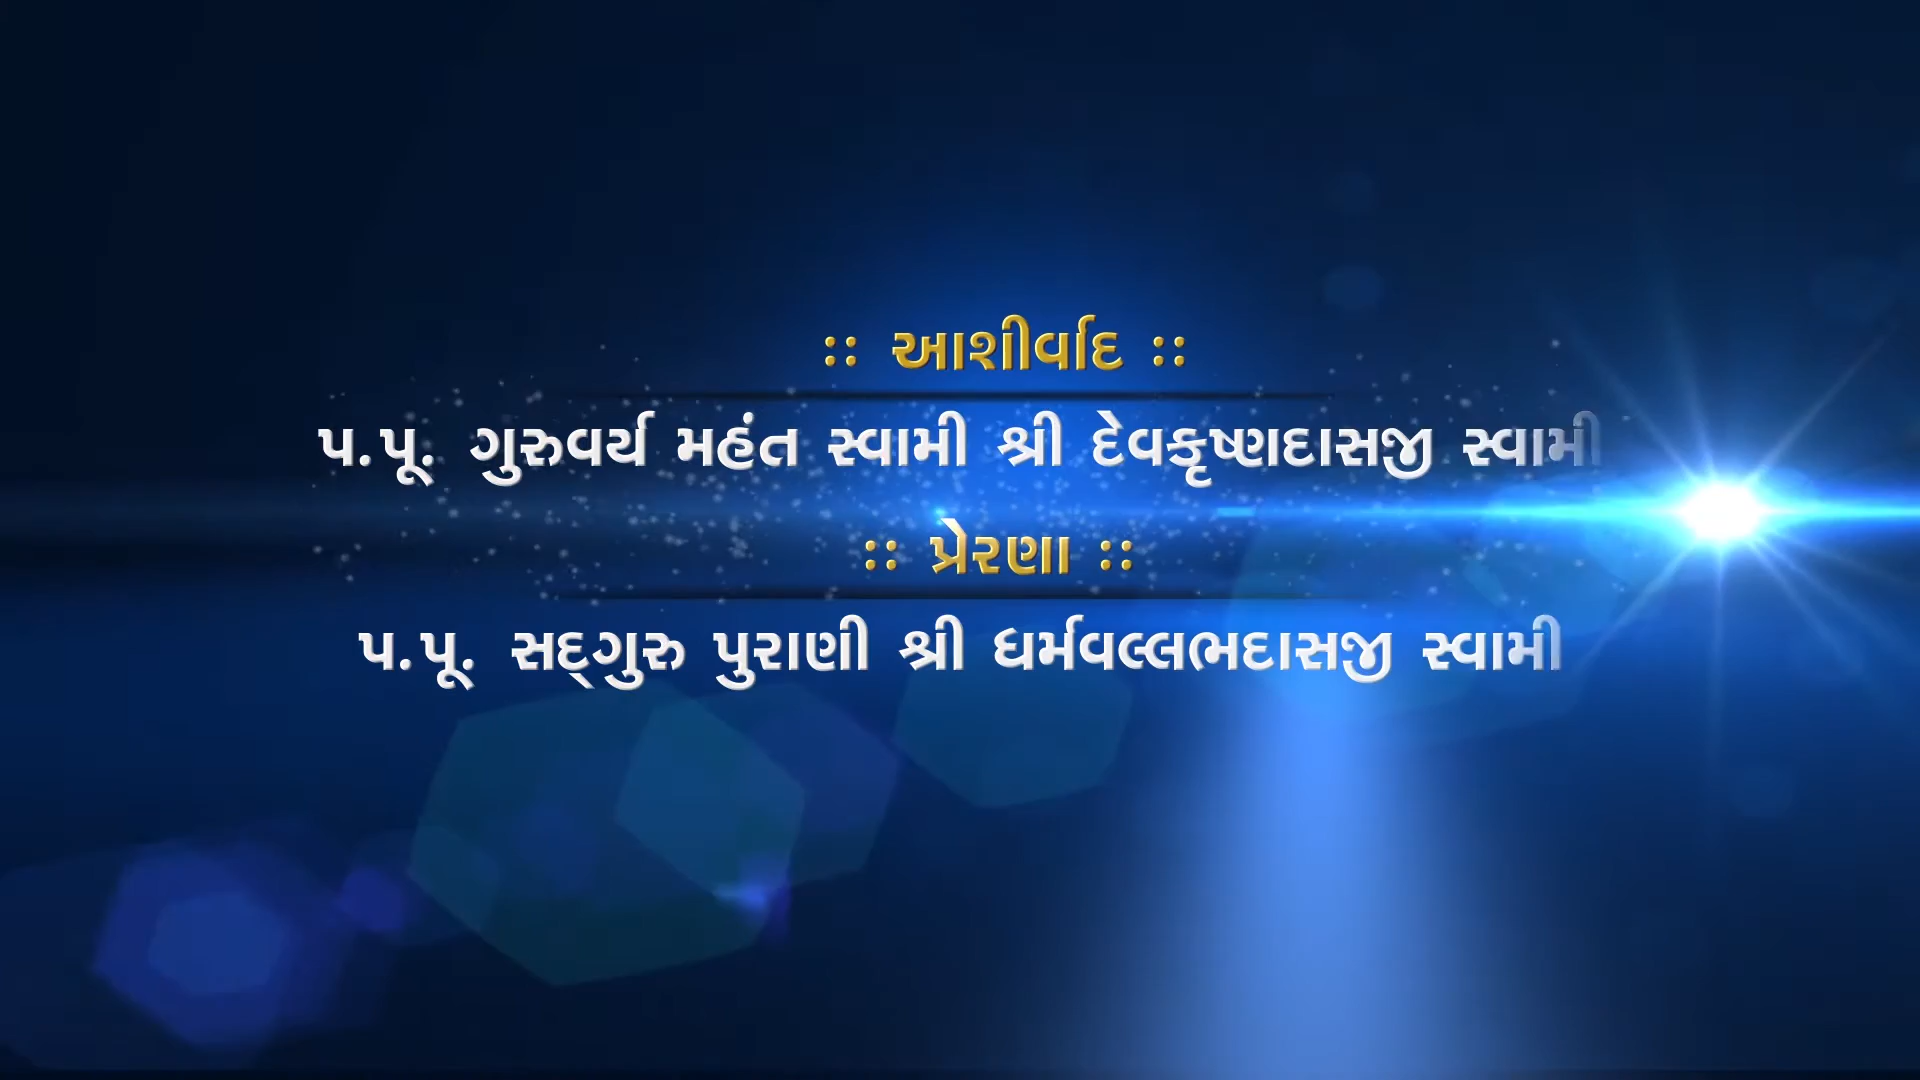 :: આશીર્વાદ ::
પ.પૂ. ગુરુવર્ય મહંત સ્વામી શ્રી દેવકૃષ્ણદાસજી સ્વામી
:: પ્રેરણા ::
પ.પૂ. સદ્‌ગુરુ પુરાણી શ્રી ધર્મવલ્લભદાસજી સ્વામી